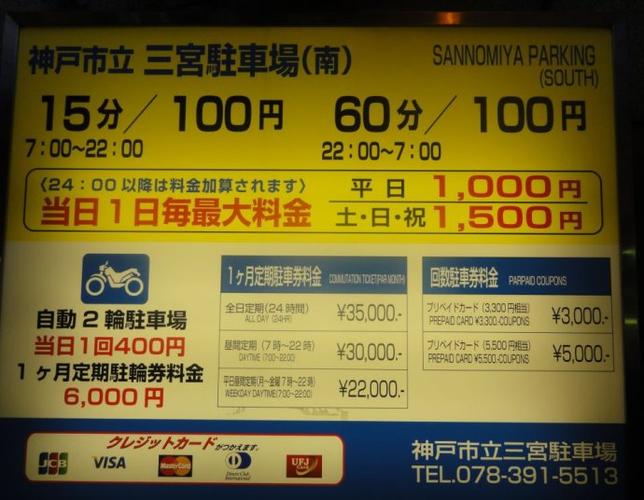 神戸市立 三宮駐車場(南)
SANNOMIYA PARKING
(SOUTH)
15分/100円
60分/100円
7:00~22:00
22:00~7:00
〈24:00以降は料金加算されます〉
当日1日毎最大料金
平日 1,000円
土・日・祝 1,500円
自動2輪駐車場
当日1回400円
1ヶ月定期駐輪券料金
6,000円
1ヶ月定期駐車券料金 COMMUTATION TICKET(PAR MONTH)
全日定期(24時間)
ALL DAY (24HR)
¥35,000.-
昼間定期(7時~22時)
DAYTIME (7:00~22:00)
¥30,000.-
平日昼間定期(月~金曜7時~22時)
WEEKDAY DAYTIME(7:00~22:00)
¥22,000.-
回数駐車券料金 PARPAID COUPONS
プリペイドカード (3,300円相当)
PREPAID CARD ¥3,300-COUPONS
¥3,000.-
プリペイドカード (5,500円相当)
PREPAID CARD ¥5,500-COUPONS
¥5,000.-
クレジットカードがつかえます。
JCB
VISA
MasterCard
Diners Club
International
UFJ Card
神戸市立三宮駐車場
TEL.078-391-5513